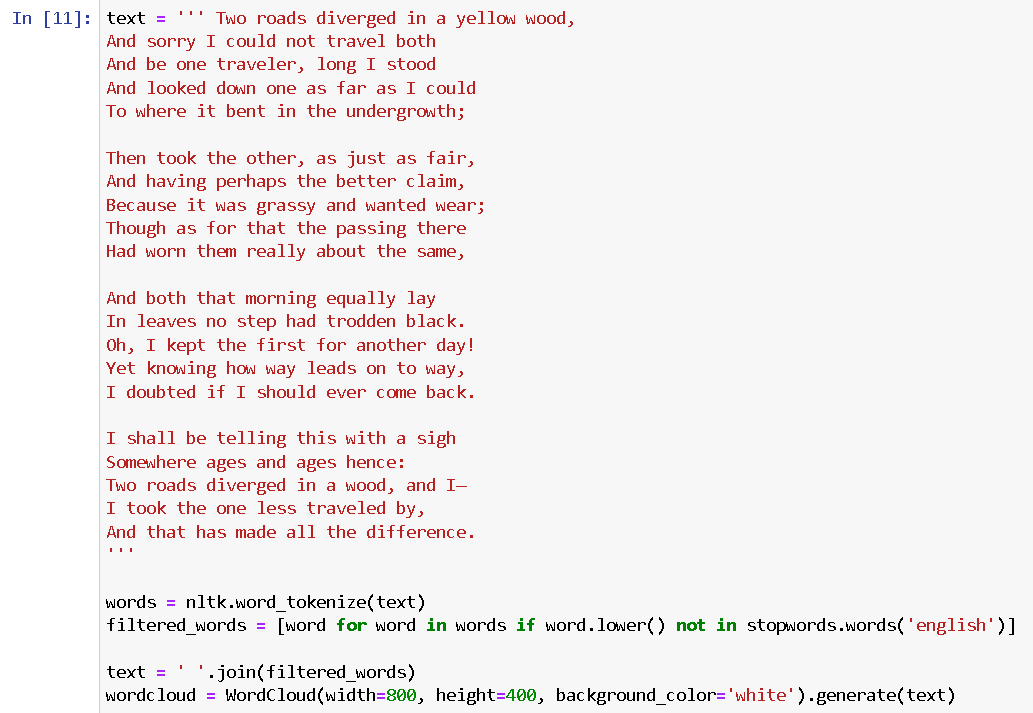 In [11]: text = ''' Two roads diverged in a yellow wood,
And sorry I could not travel both
And be one traveler, long I stood
And looked down one as far as I could
To where it bent in the undergrowth;

Then took the other, as just as fair,
And having perhaps the better claim,
Because it was grassy and wanted wear;
Though as for that the passing there
Had worn them really about the same,

And both that morning equally lay
In leaves no step had trodden black.
Oh, I kept the first for another day!
Yet knowing how way leads on to way,
I doubted if I should ever come back.

I shall be telling this with a sigh
Somewhere ages and ages hence:
Two roads diverged in a wood, and I—
I took the one less traveled by,
And that has made all the difference.
'''

words = nltk.word_tokenize(text)
filtered_words = [word for word in words if word.lower() not in stopwords.words('english')]

text = ' '.join(filtered_words)
wordcloud = WordCloud(width=800, height=400, background_color='white').generate(text)